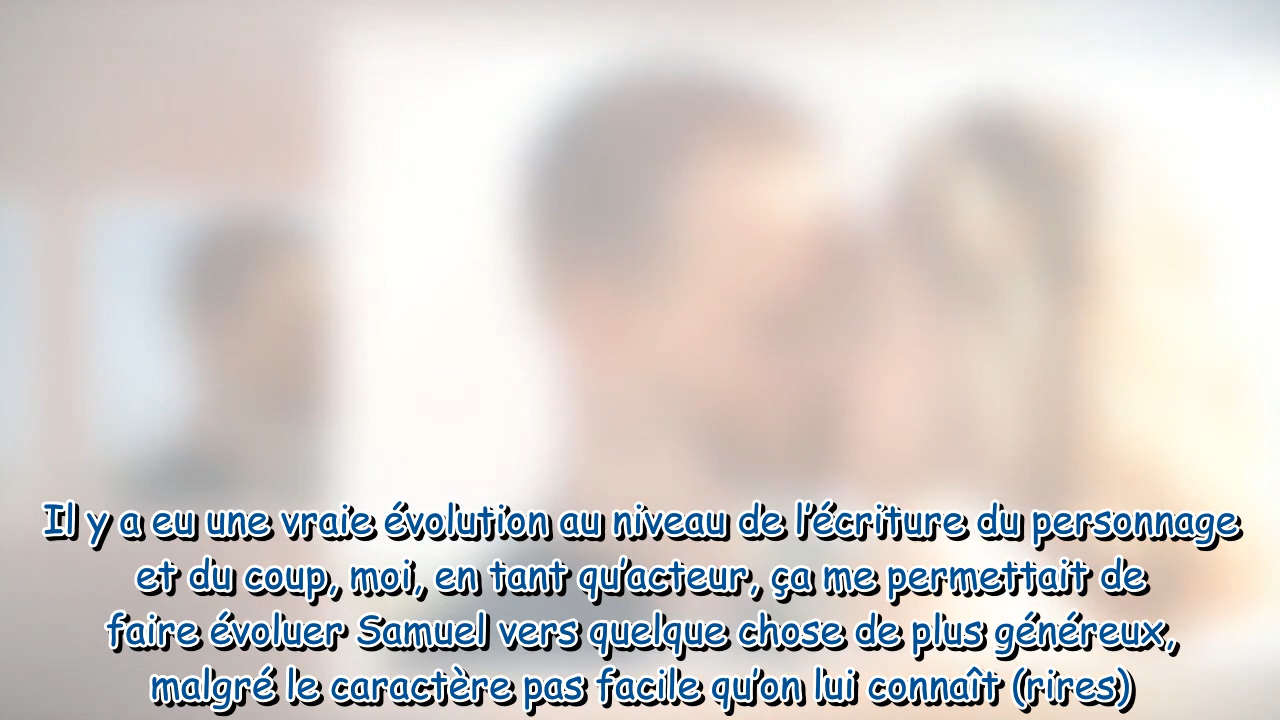 Il y a eu une vraie évolution au niveau de l’écriture du personnage
et du coup, moi, en tant qu’acteur, ça me permettait de
faire évoluer Samuel vers quelque chose de plus généreux,
malgré le caractère pas facile qu’on lui connaît (rires)